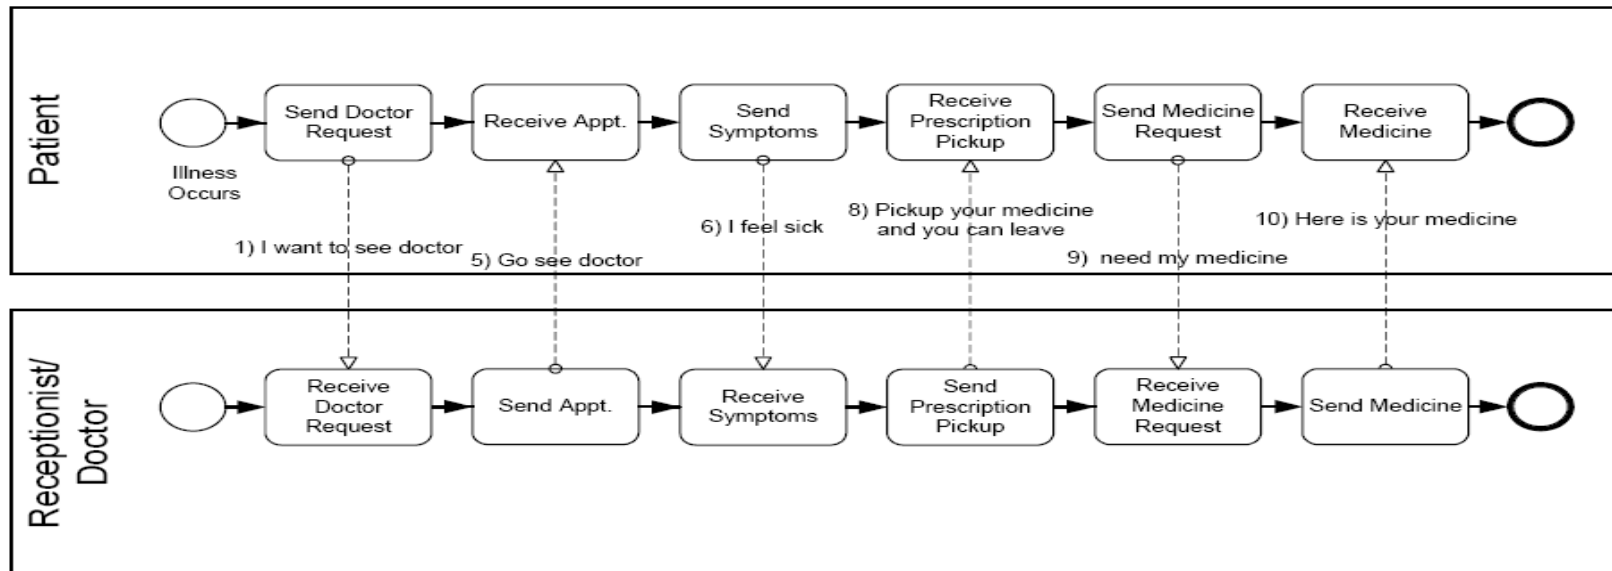 Patient
Send Doctor
Request
Receive Appt.
Send
Symptoms
Receive
Prescription
Pickup
Send Medicine
Request
Receive
Medicine
Illness
Occurs
1) I want to see doctor
5) Go see doctor
6) I feel sick
8) Pickup your medicine
and you can leave
9) need my medicine
10) Here is your medicine
Receptionist/
Doctor
Receive
Doctor
Request
Send Appt.
Receive
Symptoms
Send
Prescription
Pickup
Receive
Medicine
Request
Send Medicine